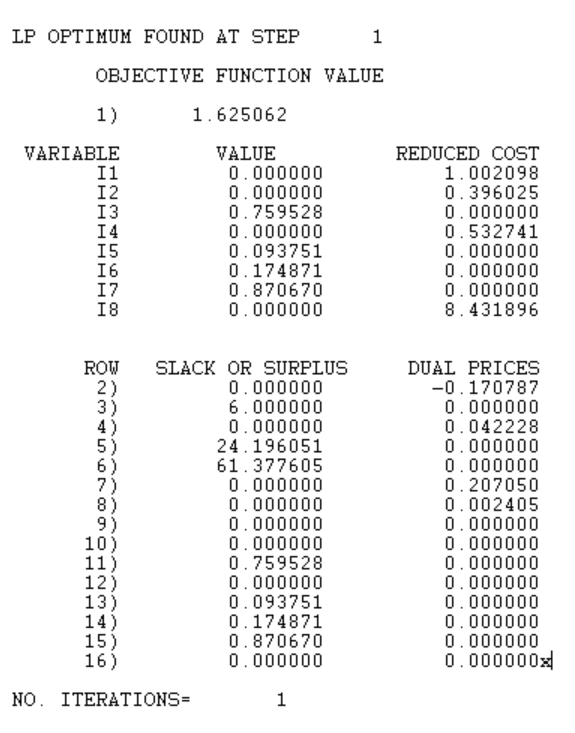 LP OPTIMUM FOUND AT STEP 1
OBJECTIVE FUNCTION VALUE
1) 1.625062
VARIABLE VALUE REDUCED COST
I1 0.000000 1.002098
I2 0.000000 0.396025
I3 0.759528 0.000000
I4 0.000000 0.532741
I5 0.093751 0.000000
I6 0.174871 0.000000
I7 0.870670 0.000000
I8 0.000000 8.431896
ROW SLACK OR SURPLUS DUAL PRICES
2) 0.000000 -0.170787
3) 6.000000 0.000000
4) 0.000000 0.042228
5) 24.196051 0.000000
6) 61.377605 0.000000
7) 0.000000 0.207050
8) 0.000000 0.002405
9) 0.000000 0.000000
10) 0.000000 0.000000
11) 0.759528 0.000000
12) 0.000000 0.000000
13) 0.093751 0.000000
14) 0.174871 0.000000
15) 0.870670 0.000000
16) 0.000000 0.000000x
NO. ITERATIONS= 1